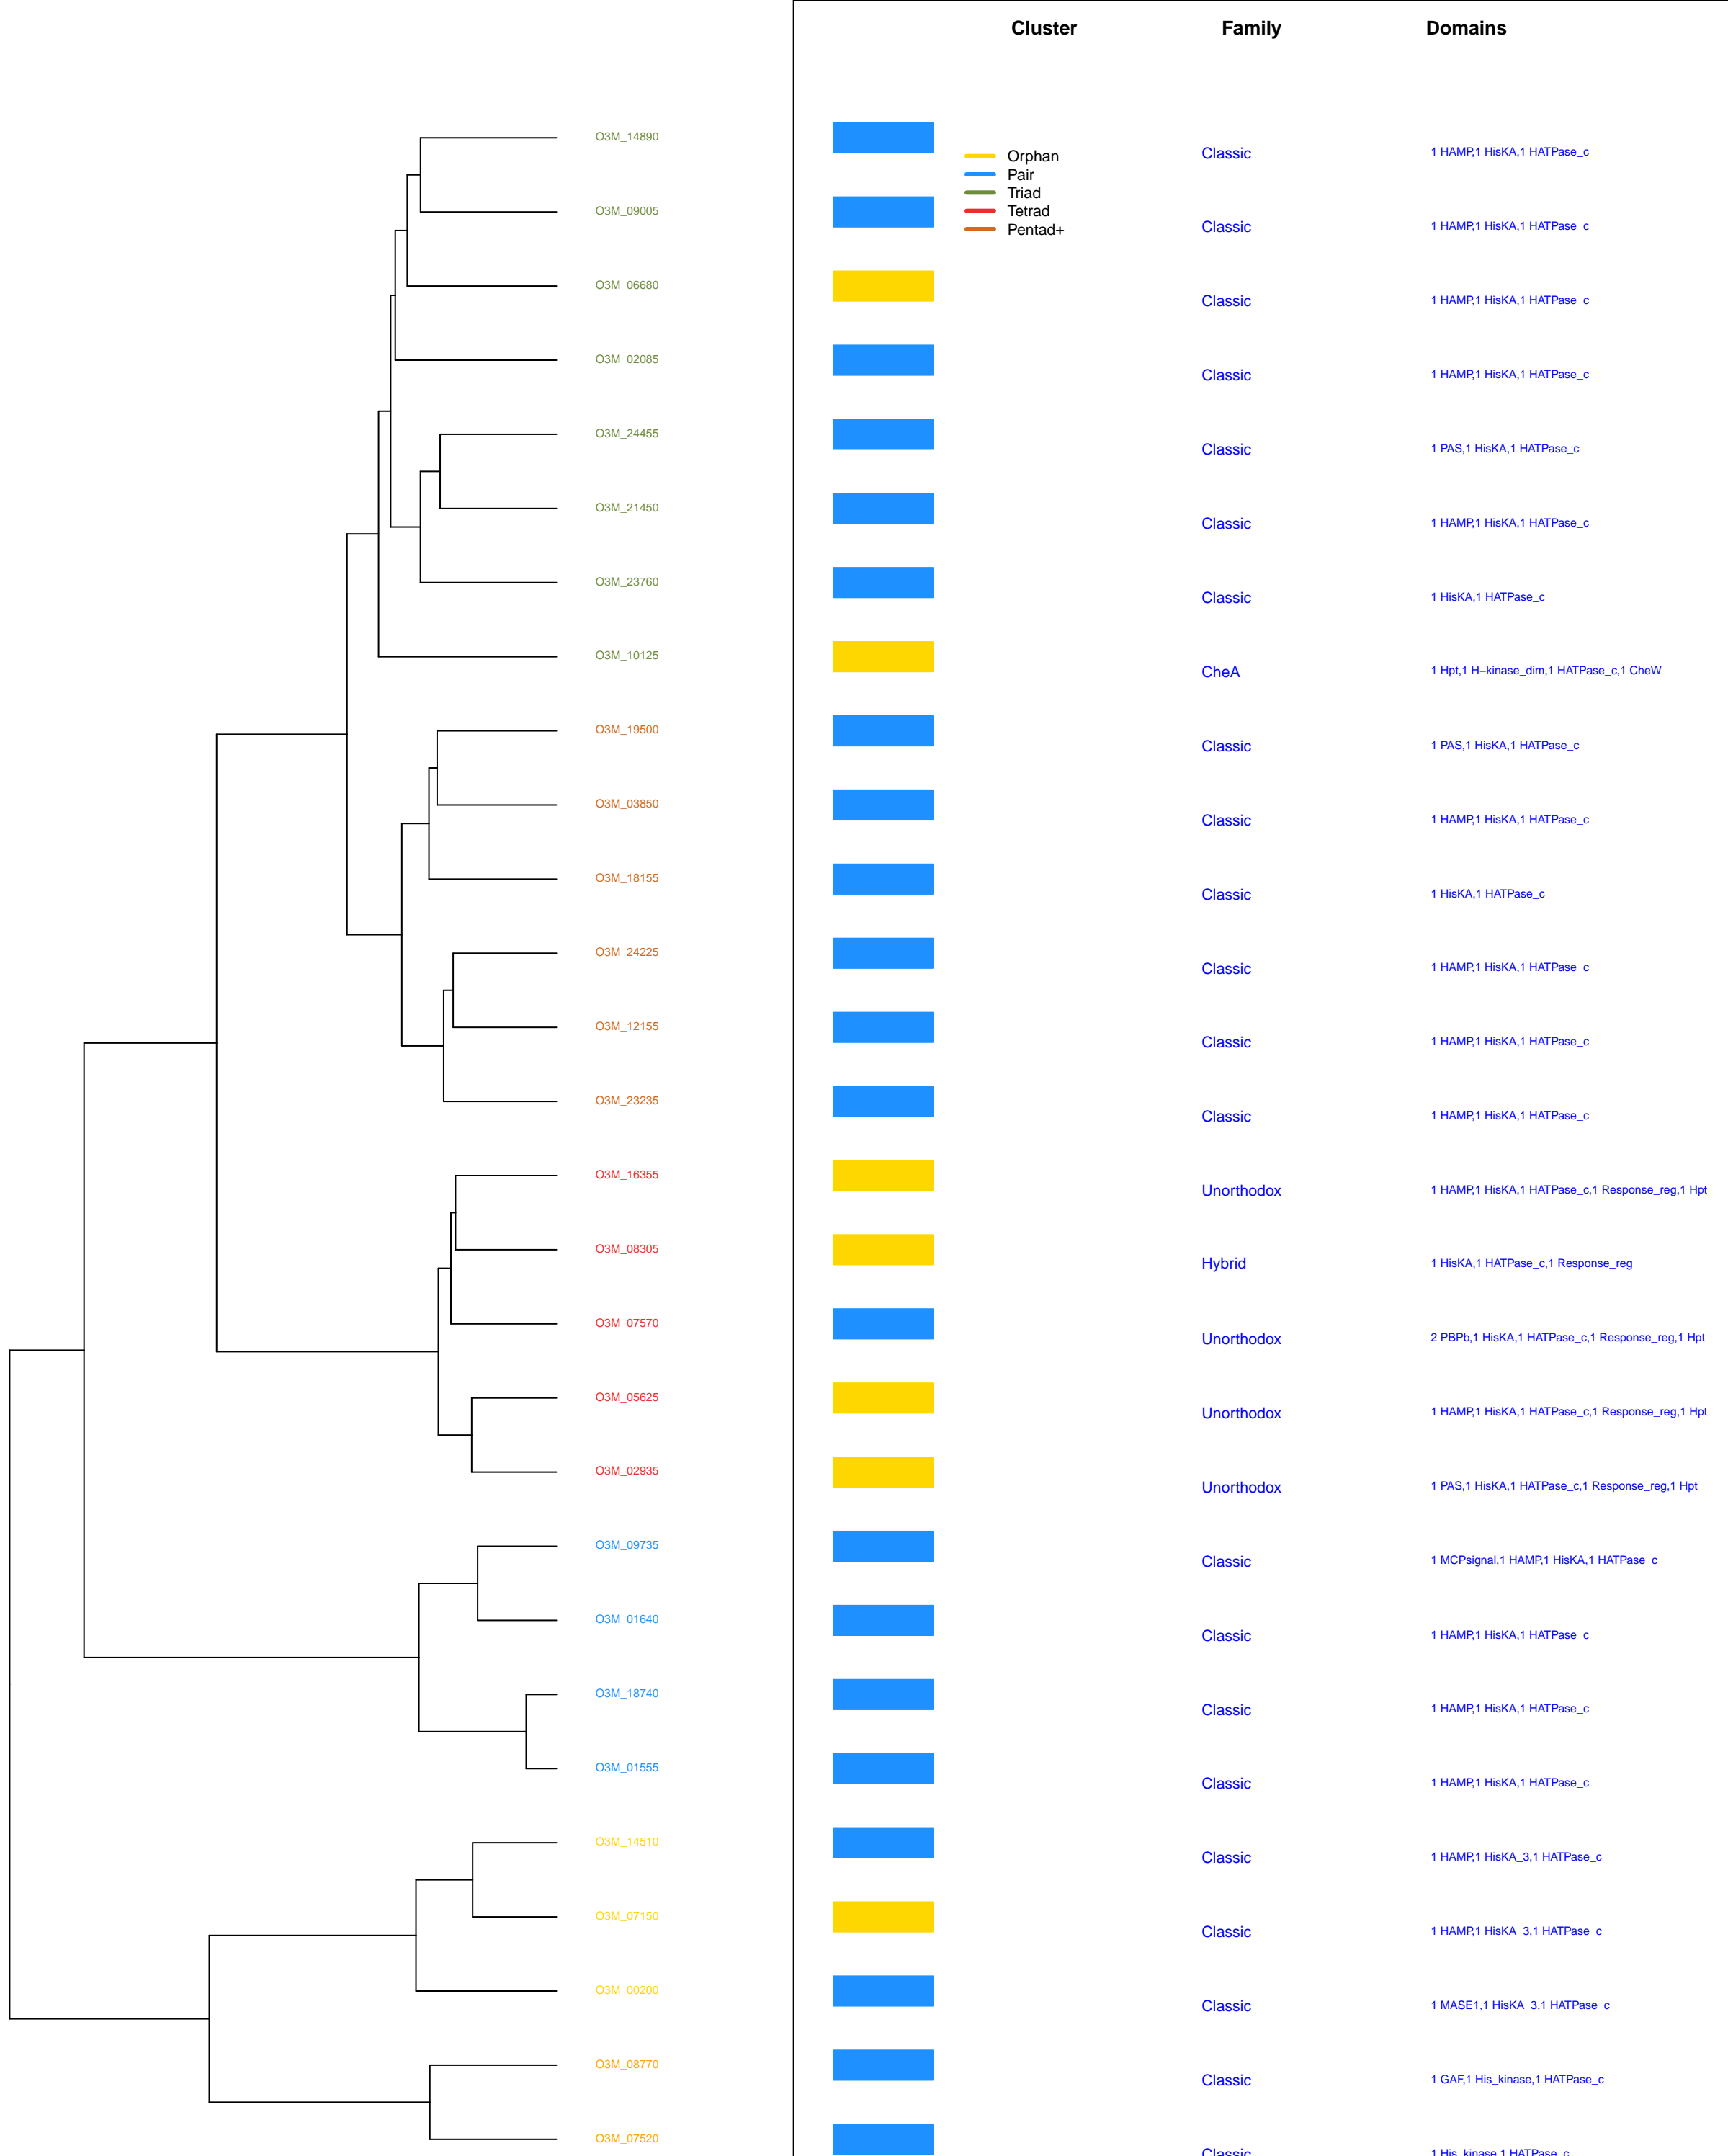 Cluster Family Domains
O3M_14890 Classic 1 HAMP,1 HisKA,1 HATPase_c
Orphan
Pair
Triad
Tetrad
Pentad+
O3M_09005 Classic 1 HAMP,1 HisKA,1 HATPase_c
O3M_06680 Classic 1 HAMP,1 HisKA,1 HATPase_c
O3M_02085 Classic 1 HAMP,1 HisKA,1 HATPase_c
O3M_24455 Classic 1 PAS,1 HisKA,1 HATPase_c
O3M_21450 Classic 1 HAMP,1 HisKA,1 HATPase_c
O3M_23760 Classic 1 HisKA,1 HATPase_c
O3M_10125 CheA 1 Hpt,1 H−kinase_dim,1 HATPase_c,1 CheW
O3M_19500 Classic 1 PAS,1 HisKA,1 HATPase_c
O3M_03850 Classic 1 HAMP,1 HisKA,1 HATPase_c
O3M_18155 Classic 1 HisKA,1 HATPase_c
O3M_24225 Classic 1 HAMP,1 HisKA,1 HATPase_c
O3M_12155 Classic 1 HAMP,1 HisKA,1 HATPase_c
O3M_23235 Classic 1 HAMP,1 HisKA,1 HATPase_c
O3M_16355 Unorthodox 1 HAMP,1 HisKA,1 HATPase_c,1 Response_reg,1 Hpt
O3M_08305 Hybrid 1 HisKA,1 HATPase_c,1 Response_reg
O3M_07570 Unorthodox 2 PBPb,1 HisKA,1 HATPase_c,1 Response_reg,1 Hpt
O3M_05625 Unorthodox 1 HAMP,1 HisKA,1 HATPase_c,1 Response_reg,1 Hpt
O3M_02935 Unorthodox 1 PAS,1 HisKA,1 HATPase_c,1 Response_reg,1 Hpt
O3M_09735 Classic 1 MCPsignal,1 HAMP,1 HisKA,1 HATPase_c
O3M_01640 Classic 1 HAMP,1 HisKA,1 HATPase_c
O3M_18740 Classic 1 HAMP,1 HisKA,1 HATPase_c
O3M_01555 Classic 1 HAMP,1 HisKA,1 HATPase_c
O3M_14510 Classic 1 HAMP,1 HisKA_3,1 HATPase_c
O3M_07150 Classic 1 HAMP,1 HisKA_3,1 HATPase_c
O3M_00200 Classic 1 MASE1,1 HisKA_3,1 HATPase_c
O3M_08770 Classic 1 GAF,1 His_kinase,1 HATPase_c
O3M_07520 Classic 1 His_kinase,1 HATPase_c